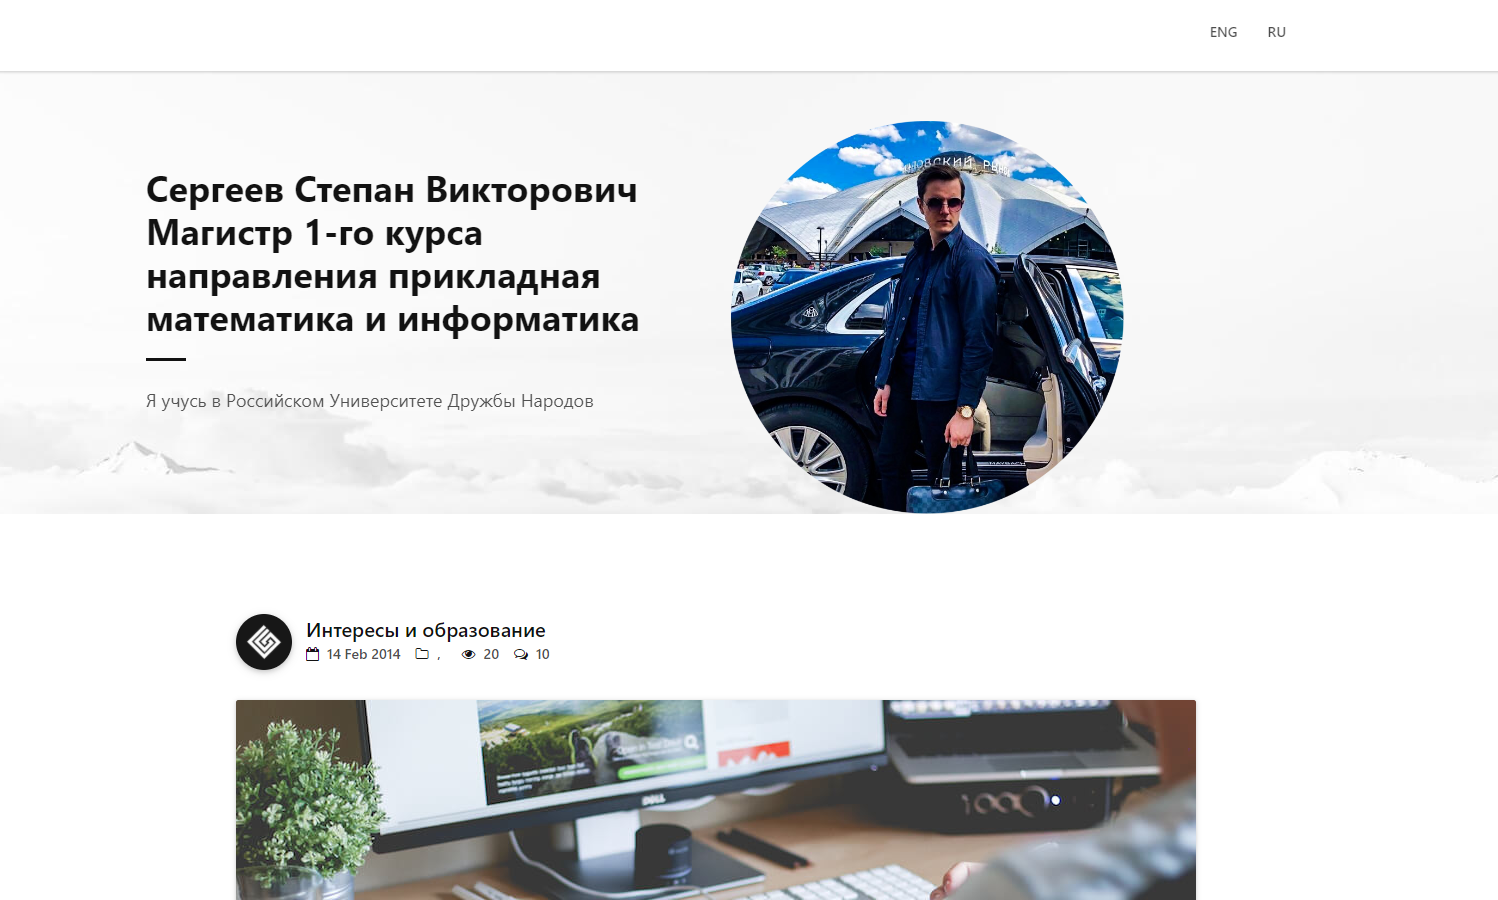 ENG RU
Сергеев Степан Викторович
Магистр 1-го курса
направления прикладная
математика и информатика
Я учусь в Российском Университете Дружбы Народов
Интересы и образование
14 Feb 2014 , 20 10
DELL